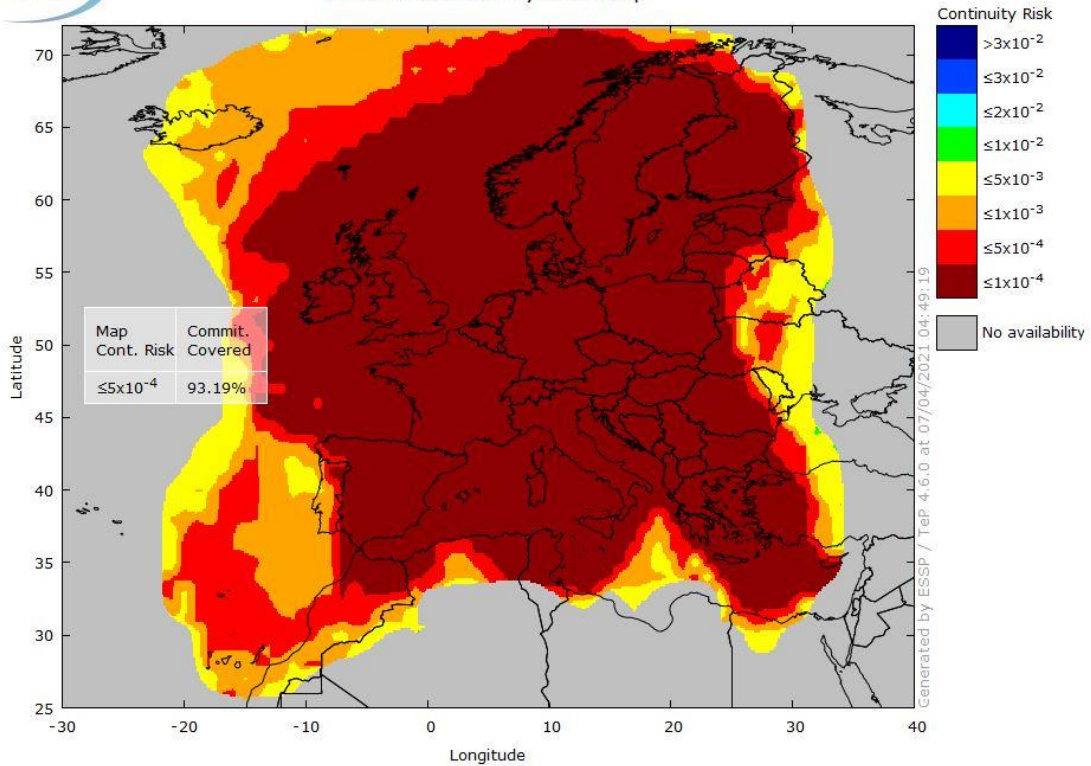 Continuity Risk
>3x10⁻²
≤3x10⁻²
≤2x10⁻²
≤1x10⁻²
≤5x10⁻³
≤1x10⁻³
≤5x10⁻⁴
≤1x10⁻⁴
No availability
Map Cont. Risk
Commit. Covered
≤5x10⁻⁴
93.19%
Latitude
70
65
60
55
50
45
40
35
30
25
-30
-20
-10
0
10
20
30
40
Longitude
Generated by ESSP / TeP 4.6.0 at 07/04/2021 04:49:19